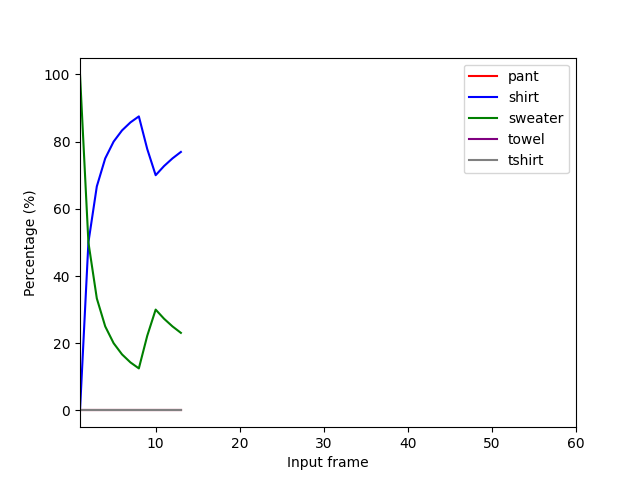 100
80
60
40
20
0
Percentage (%)
pant
shirt
sweater
towel
tshirt
10 20 30 40 50 60
Input frame